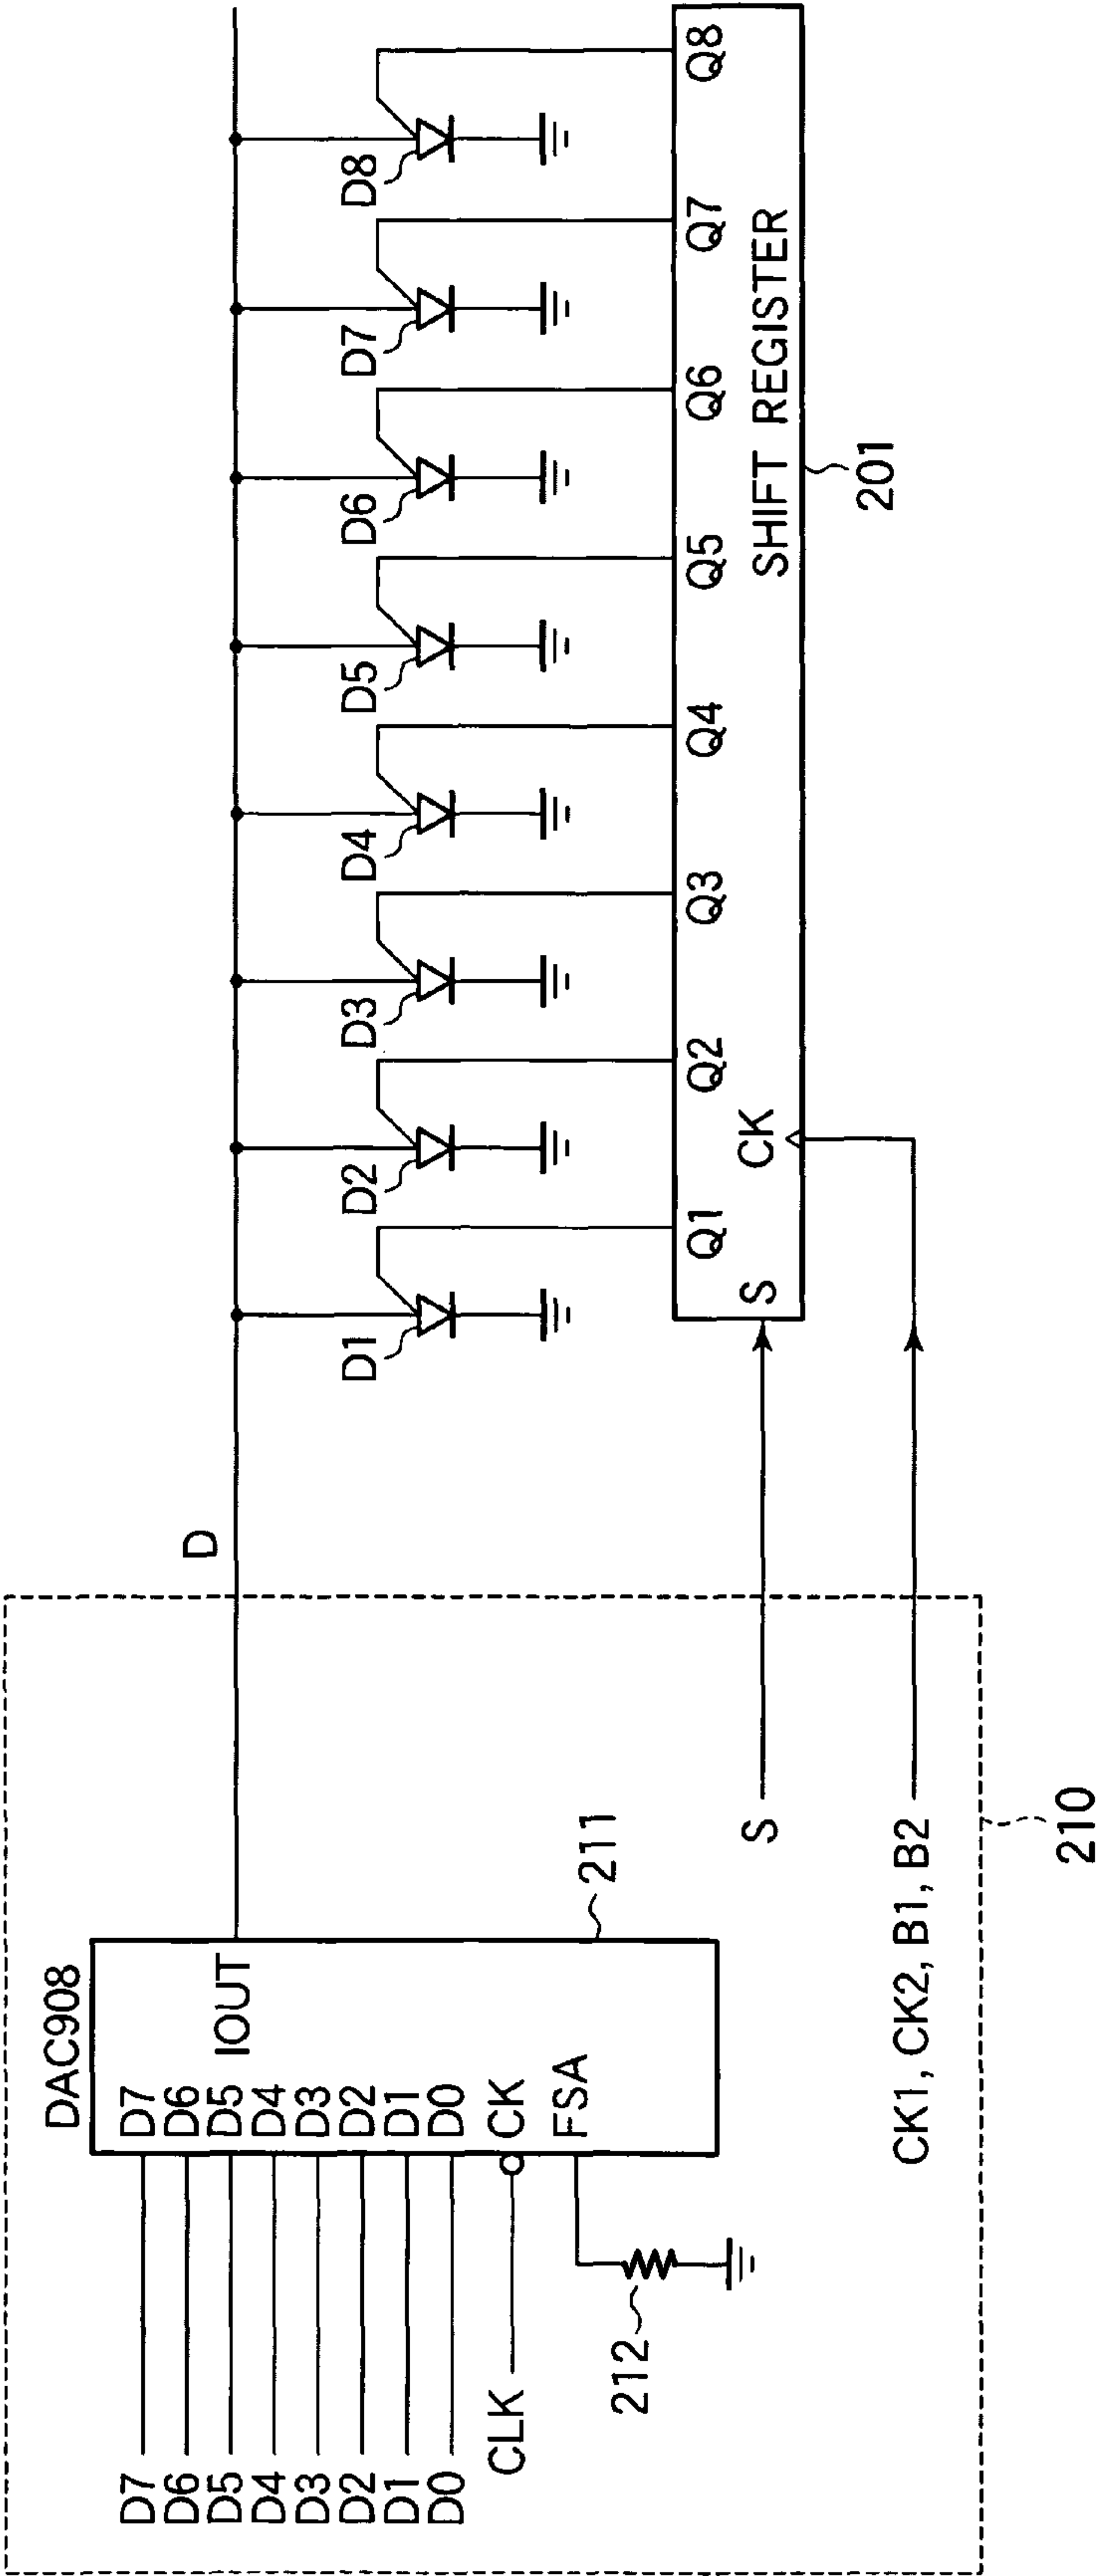 DAC908
D7
D6
D5
D4
D3
D2
D1
D0
CLK
D7
D6
D5
D4
D3
D2
D1
D0
CK
FSA
IOUT
211
212
D
S
CK1, CK2, B1, B2
210
D1
D2
D3
D4
D5
D6
D7
D8
Q1
Q2
Q3
Q4
Q5
Q6
Q7
Q8
S
CK
SHIFT REGISTER
201